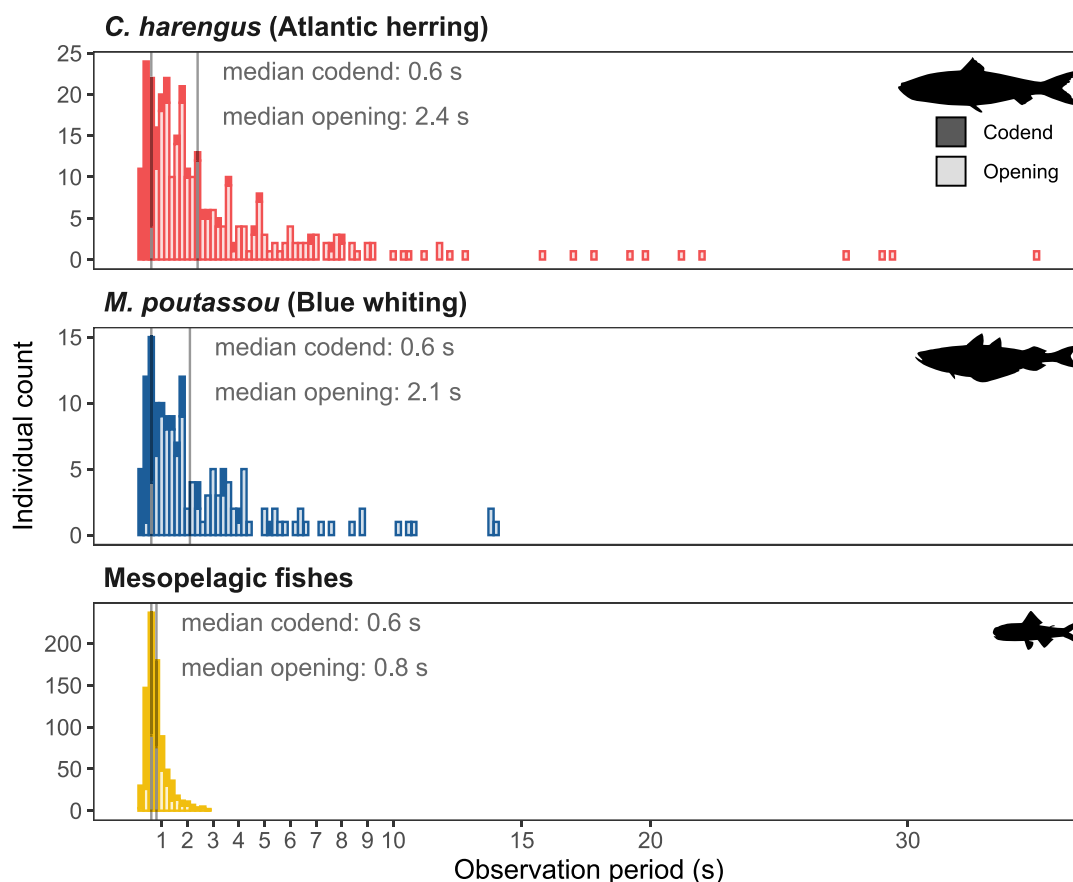 C. harengus (Atlantic herring)
25
20
15
10
5
0
median codend: 0.6 s
median opening: 2.4 s
Codend
Opening
M. poutassou (Blue whiting)
15
10
5
0
median codend: 0.6 s
median opening: 2.1 s
Individual count
Mesopelagic fishes
200
150
100
50
0
median codend: 0.6 s
median opening: 0.8 s
1 2 3 4 5 6 7 8 9 10 15 20 30
Observation period (s)